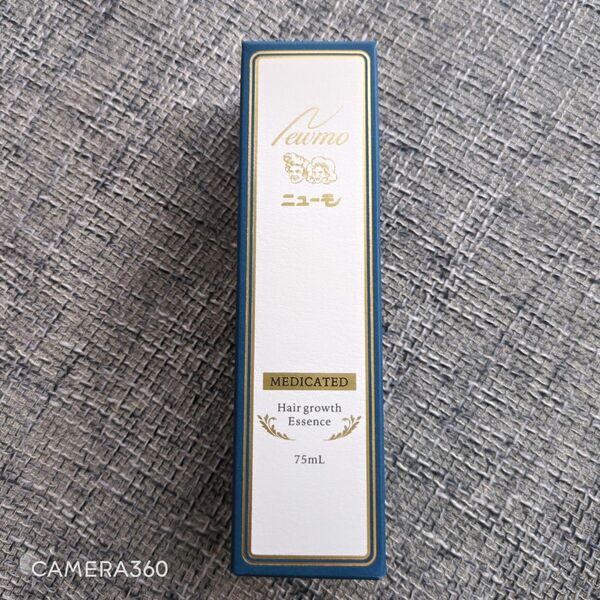 Newmo
ニューモ
MEDICATED
Hair growth
Essence
75mL
CAMERA360